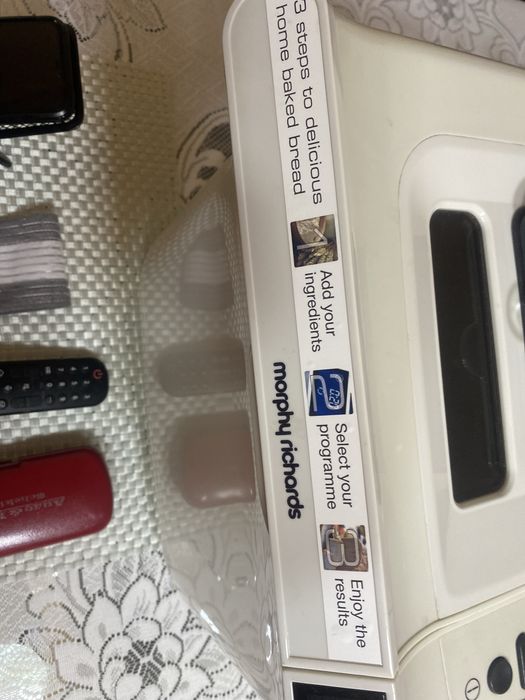 3 steps to delicious
home baked bread
Add your
ingredients
Select your
programme
Enjoy the
results
morphy richards